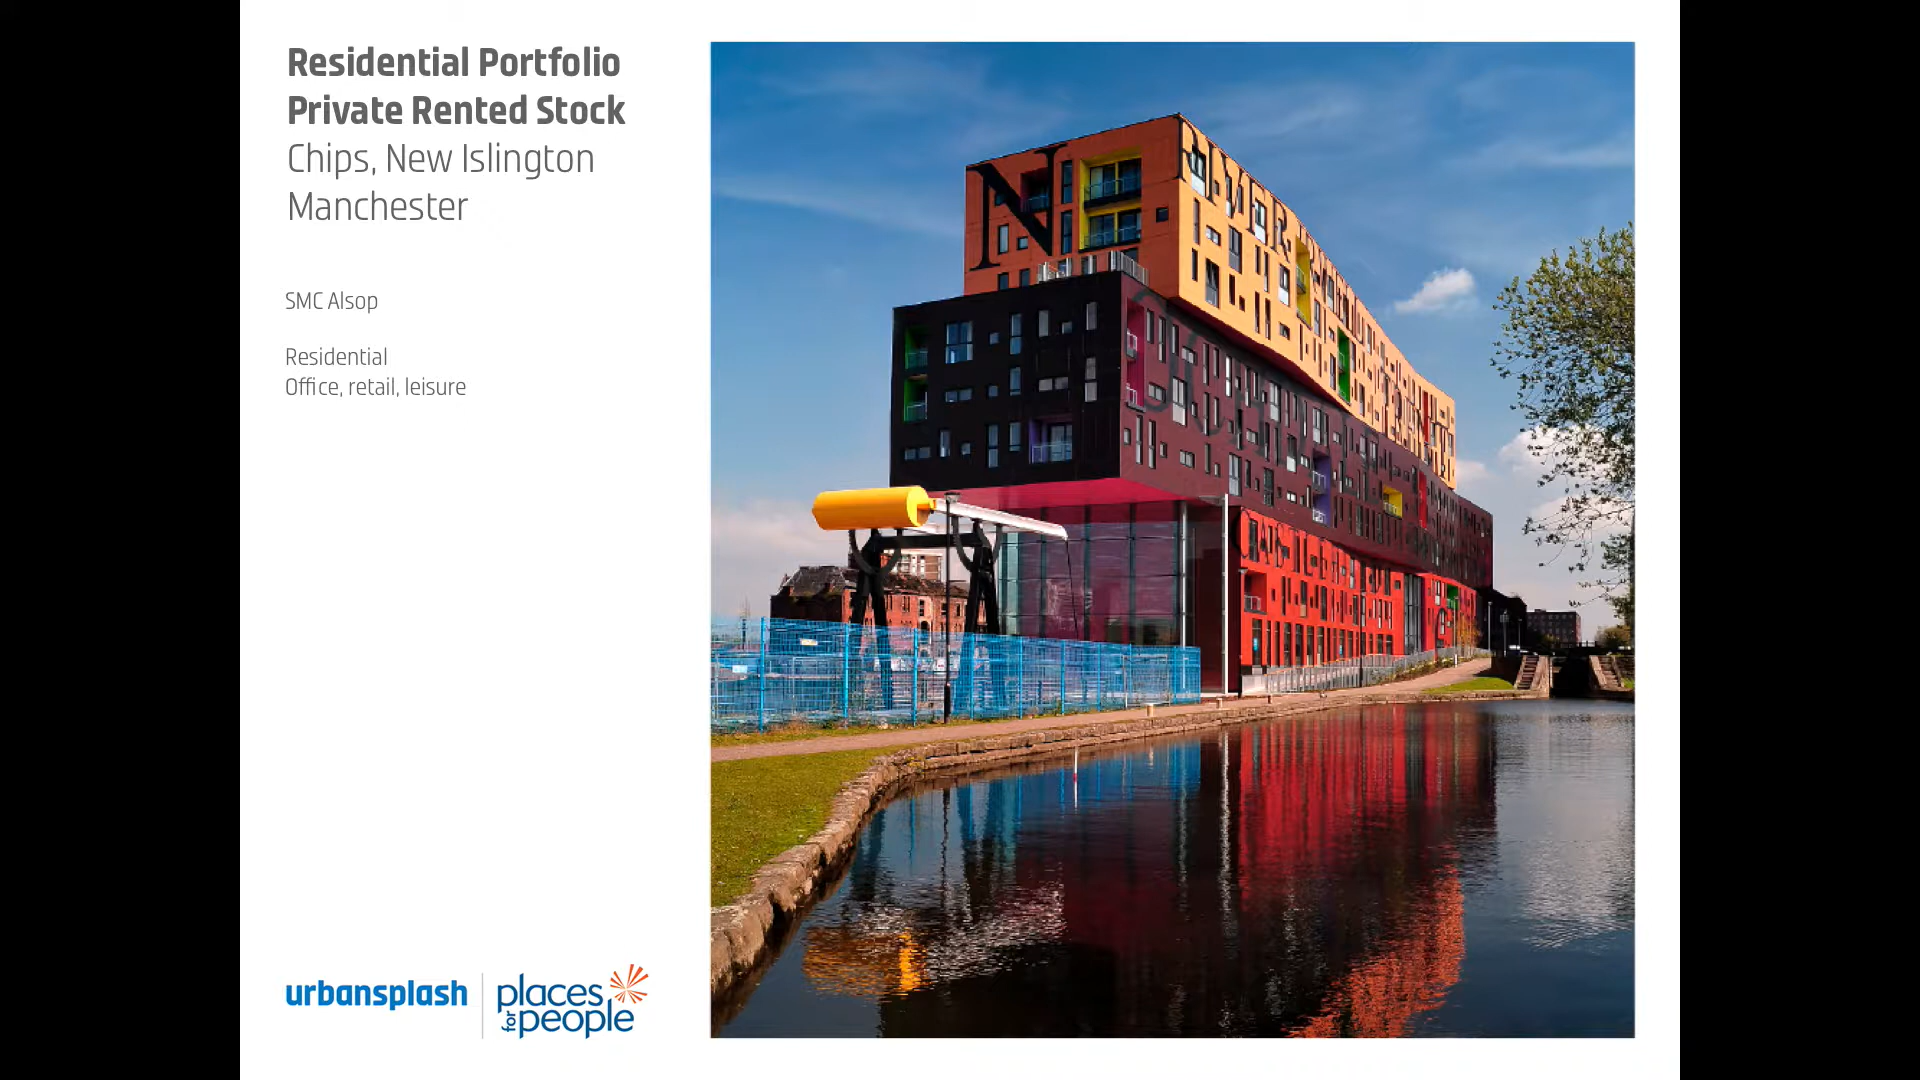 Residential Portfolio
Private Rented Stock
Chips, New Islington
Manchester
SMC Alsop
Residential
Office, retail, leisure
urbansplash
places
for people